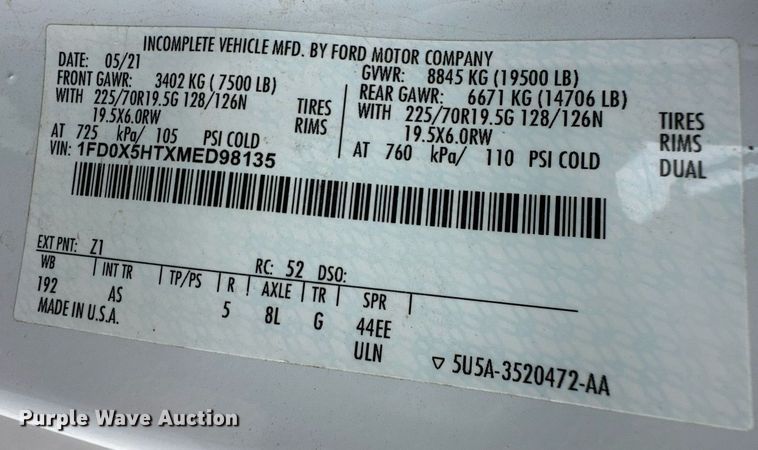 INCOMPLETE VEHICLE MFD. BY FORD MOTOR COMPANY
DATE: 05/21
FRONT GAWR: 3402 KG ( 7500 LB)
WITH 225/70R19.5G 128/126N TIRES
19.5X6.0RW RIMS
AT 725 kPa/ 105 PSI COLD
GVWR: 8845 KG (19500 LB)
REAR GAWR: 6671 KG (14706 LB)
WITH 225/70R19.5G 128/126N TIRES
19.5X6.0RW RIMS
AT 760 kPa/ 110 PSI COLD DUAL
VIN: 1FD0X5HTXMED98135
EXT PNT: Z1 RC: 52 DSO:
WB INT TR TP/PS R AXLE TR SPR
192 AS 5 8L G 44EE
ULN
MADE IN U.S.A.
▽ 5U5A-3520472-AA
Purple Wave Auction